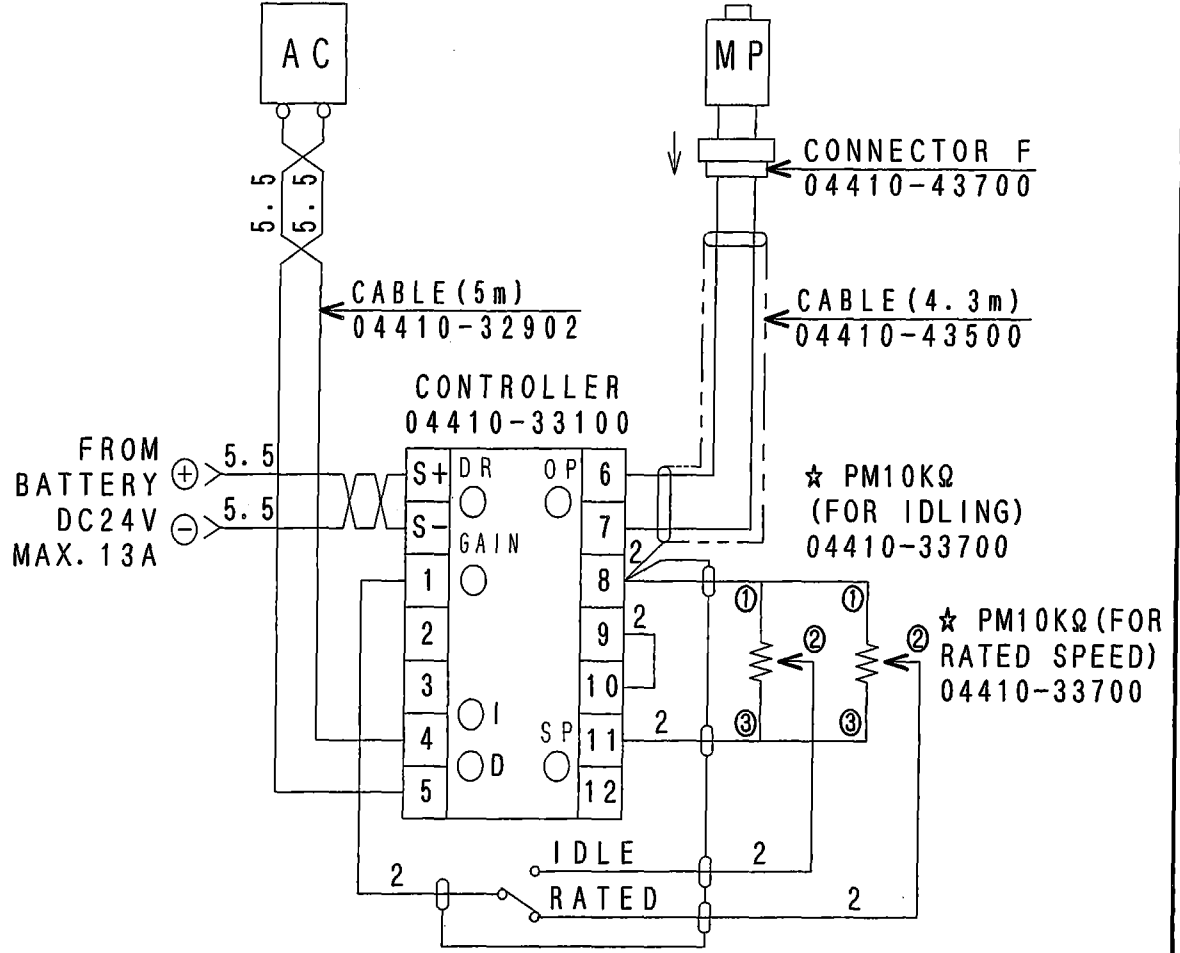 AC
MP
CONNECTOR F
04410-43700
5.5
5.5
CABLE(5m)
04410-32902
CABLE(4.3m)
04410-43500
CONTROLLER
04410-33100
FROM
BATTERY
DC24V
MAX. 13A
⊕
⊖
5.5
5.5
S+
S-
1
2
3
4
5
DR
OP
GAIN
I
D
SP
6
7
8
9
10
11
12
2
2
2
☆ PM10KΩ
(FOR IDLING)
04410-33700
①
②
③
①
②
③
☆ PM10KΩ(FOR
RATED SPEED)
04410-33700
IDLE
2
2
RATED
2